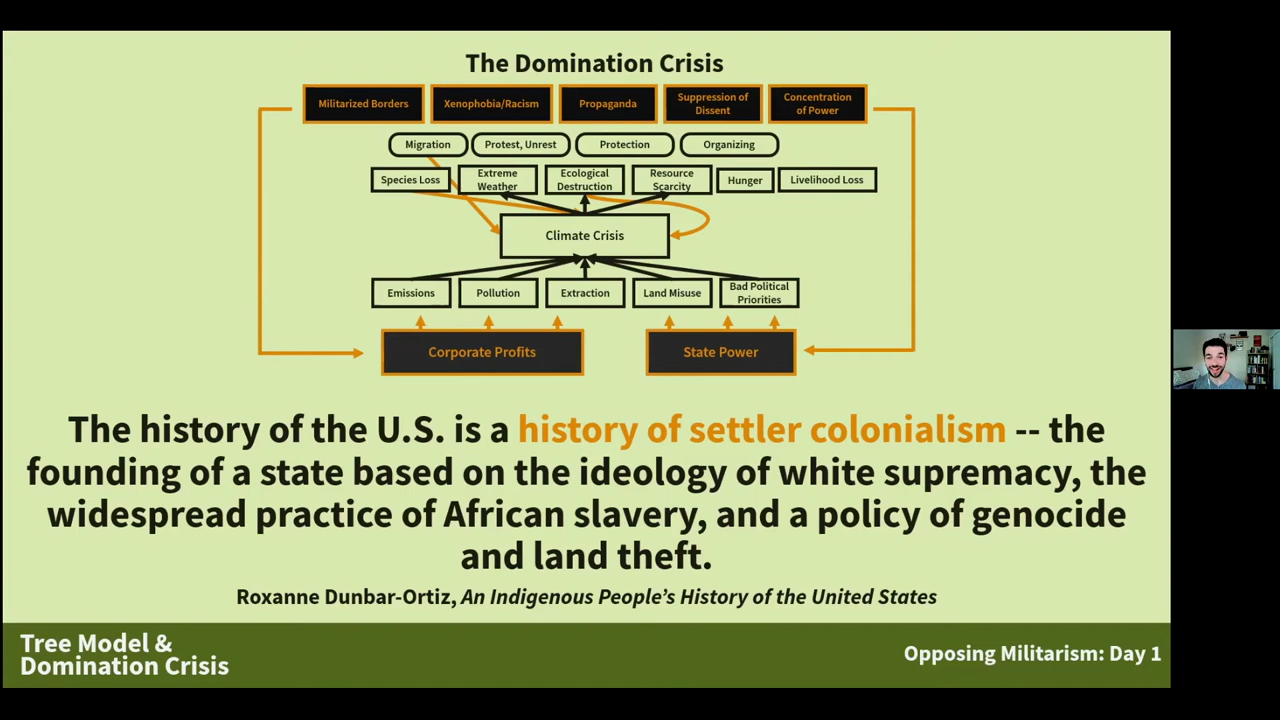 The Domination Crisis
Militarized Borders
Xenophobia/Racism
Propaganda
Suppression of
Dissent
Concentration
of Power
Migration
Protest, Unrest
Protection
Organizing
Species Loss
Extreme
Weather
Ecological
Destruction
Resource
Scarcity
Hunger
Livelihood Loss
Climate Crisis
Emissions
Pollution
Extraction
Land Misuse
Bad Political
Priorities
Corporate Profits
State Power
The history of the U.S. is a history of settler colonialism -- the
founding of a state based on the ideology of white supremacy, the
widespread practice of African slavery, and a policy of genocide
and land theft.
Roxanne Dunbar-Ortiz, An Indigenous People’s History of the United States
Tree Model &
Domination Crisis
Opposing Militarism: Day 1